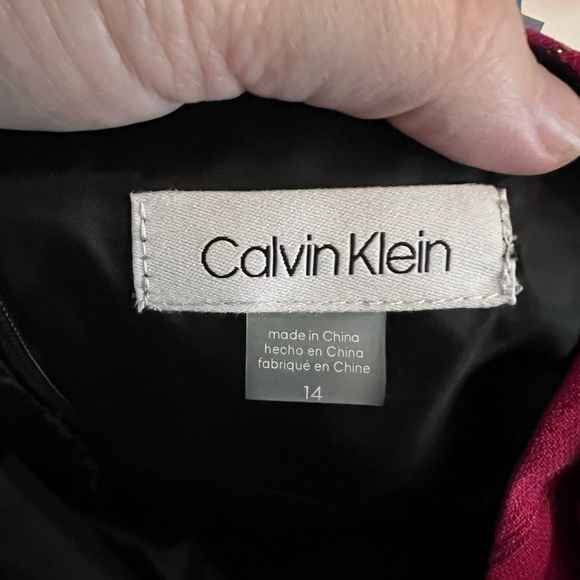 Calvin Klein
made in China
hecho en China
fabriqué en Chine
14